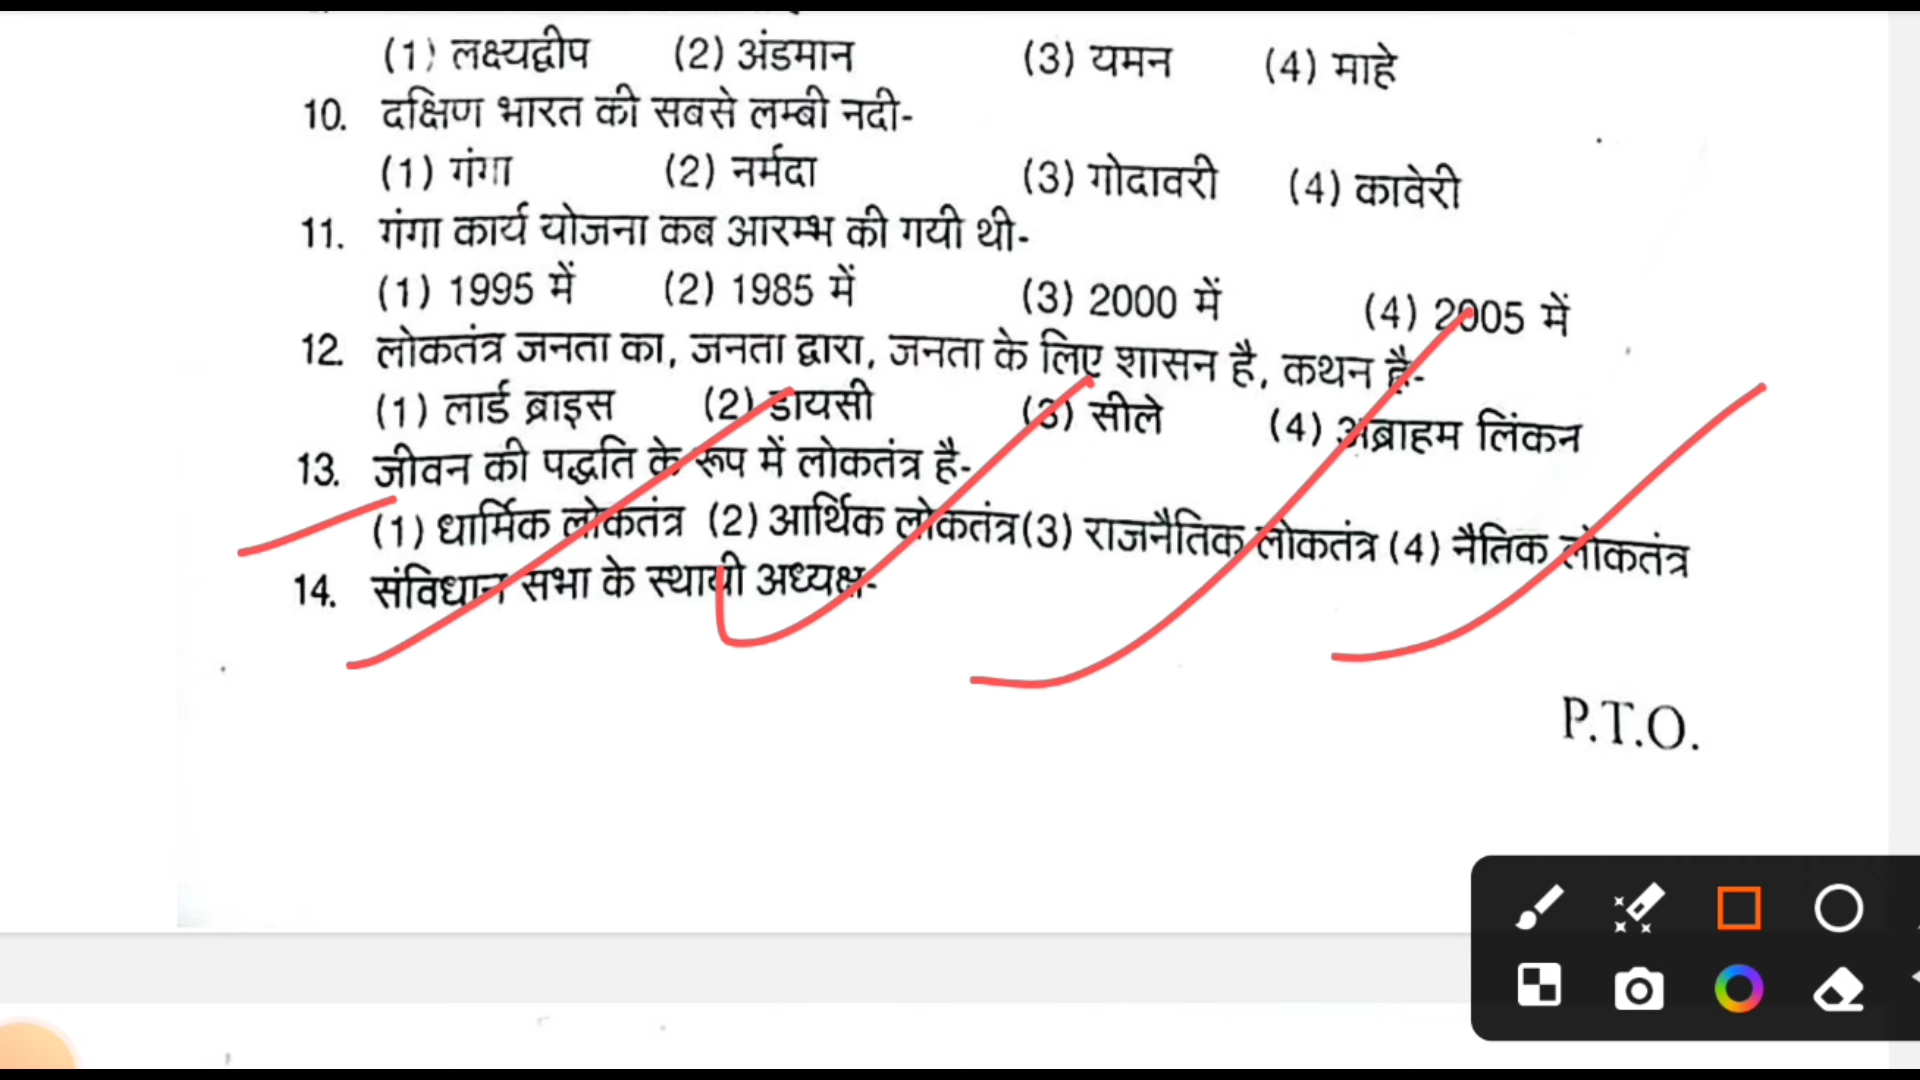 (1) लक्ष्यद्वीप (2) अंडमान (3) यमन (4) माहे
10. दक्षिण भारत की सबसे लम्बी नदी-
(1) गंगा (2) नर्मदा (3) गोदावरी (4) कावेरी
11. गंगा कार्य योजना कब आरम्भ की गयी थी-
(1) 1995 में (2) 1985 में (3) 2000 में (4) 2005 में
12. लोकतंत्र जनता का, जनता द्वारा, जनता के लिए शासन है, कथन है-
(1) लार्ड ब्राइस (2) डायसी (3) सीले (4) अब्राहम लिंकन
13. जीवन की पद्धति के रूप में लोकतंत्र है-
(1) धार्मिक लोकतंत्र (2) आर्थिक लोकतंत्र (3) राजनैतिक लोकतंत्र (4) नैतिक लोकतंत्र
14. संविधान सभा के स्थायी अध्यक्ष-
P.T.O.